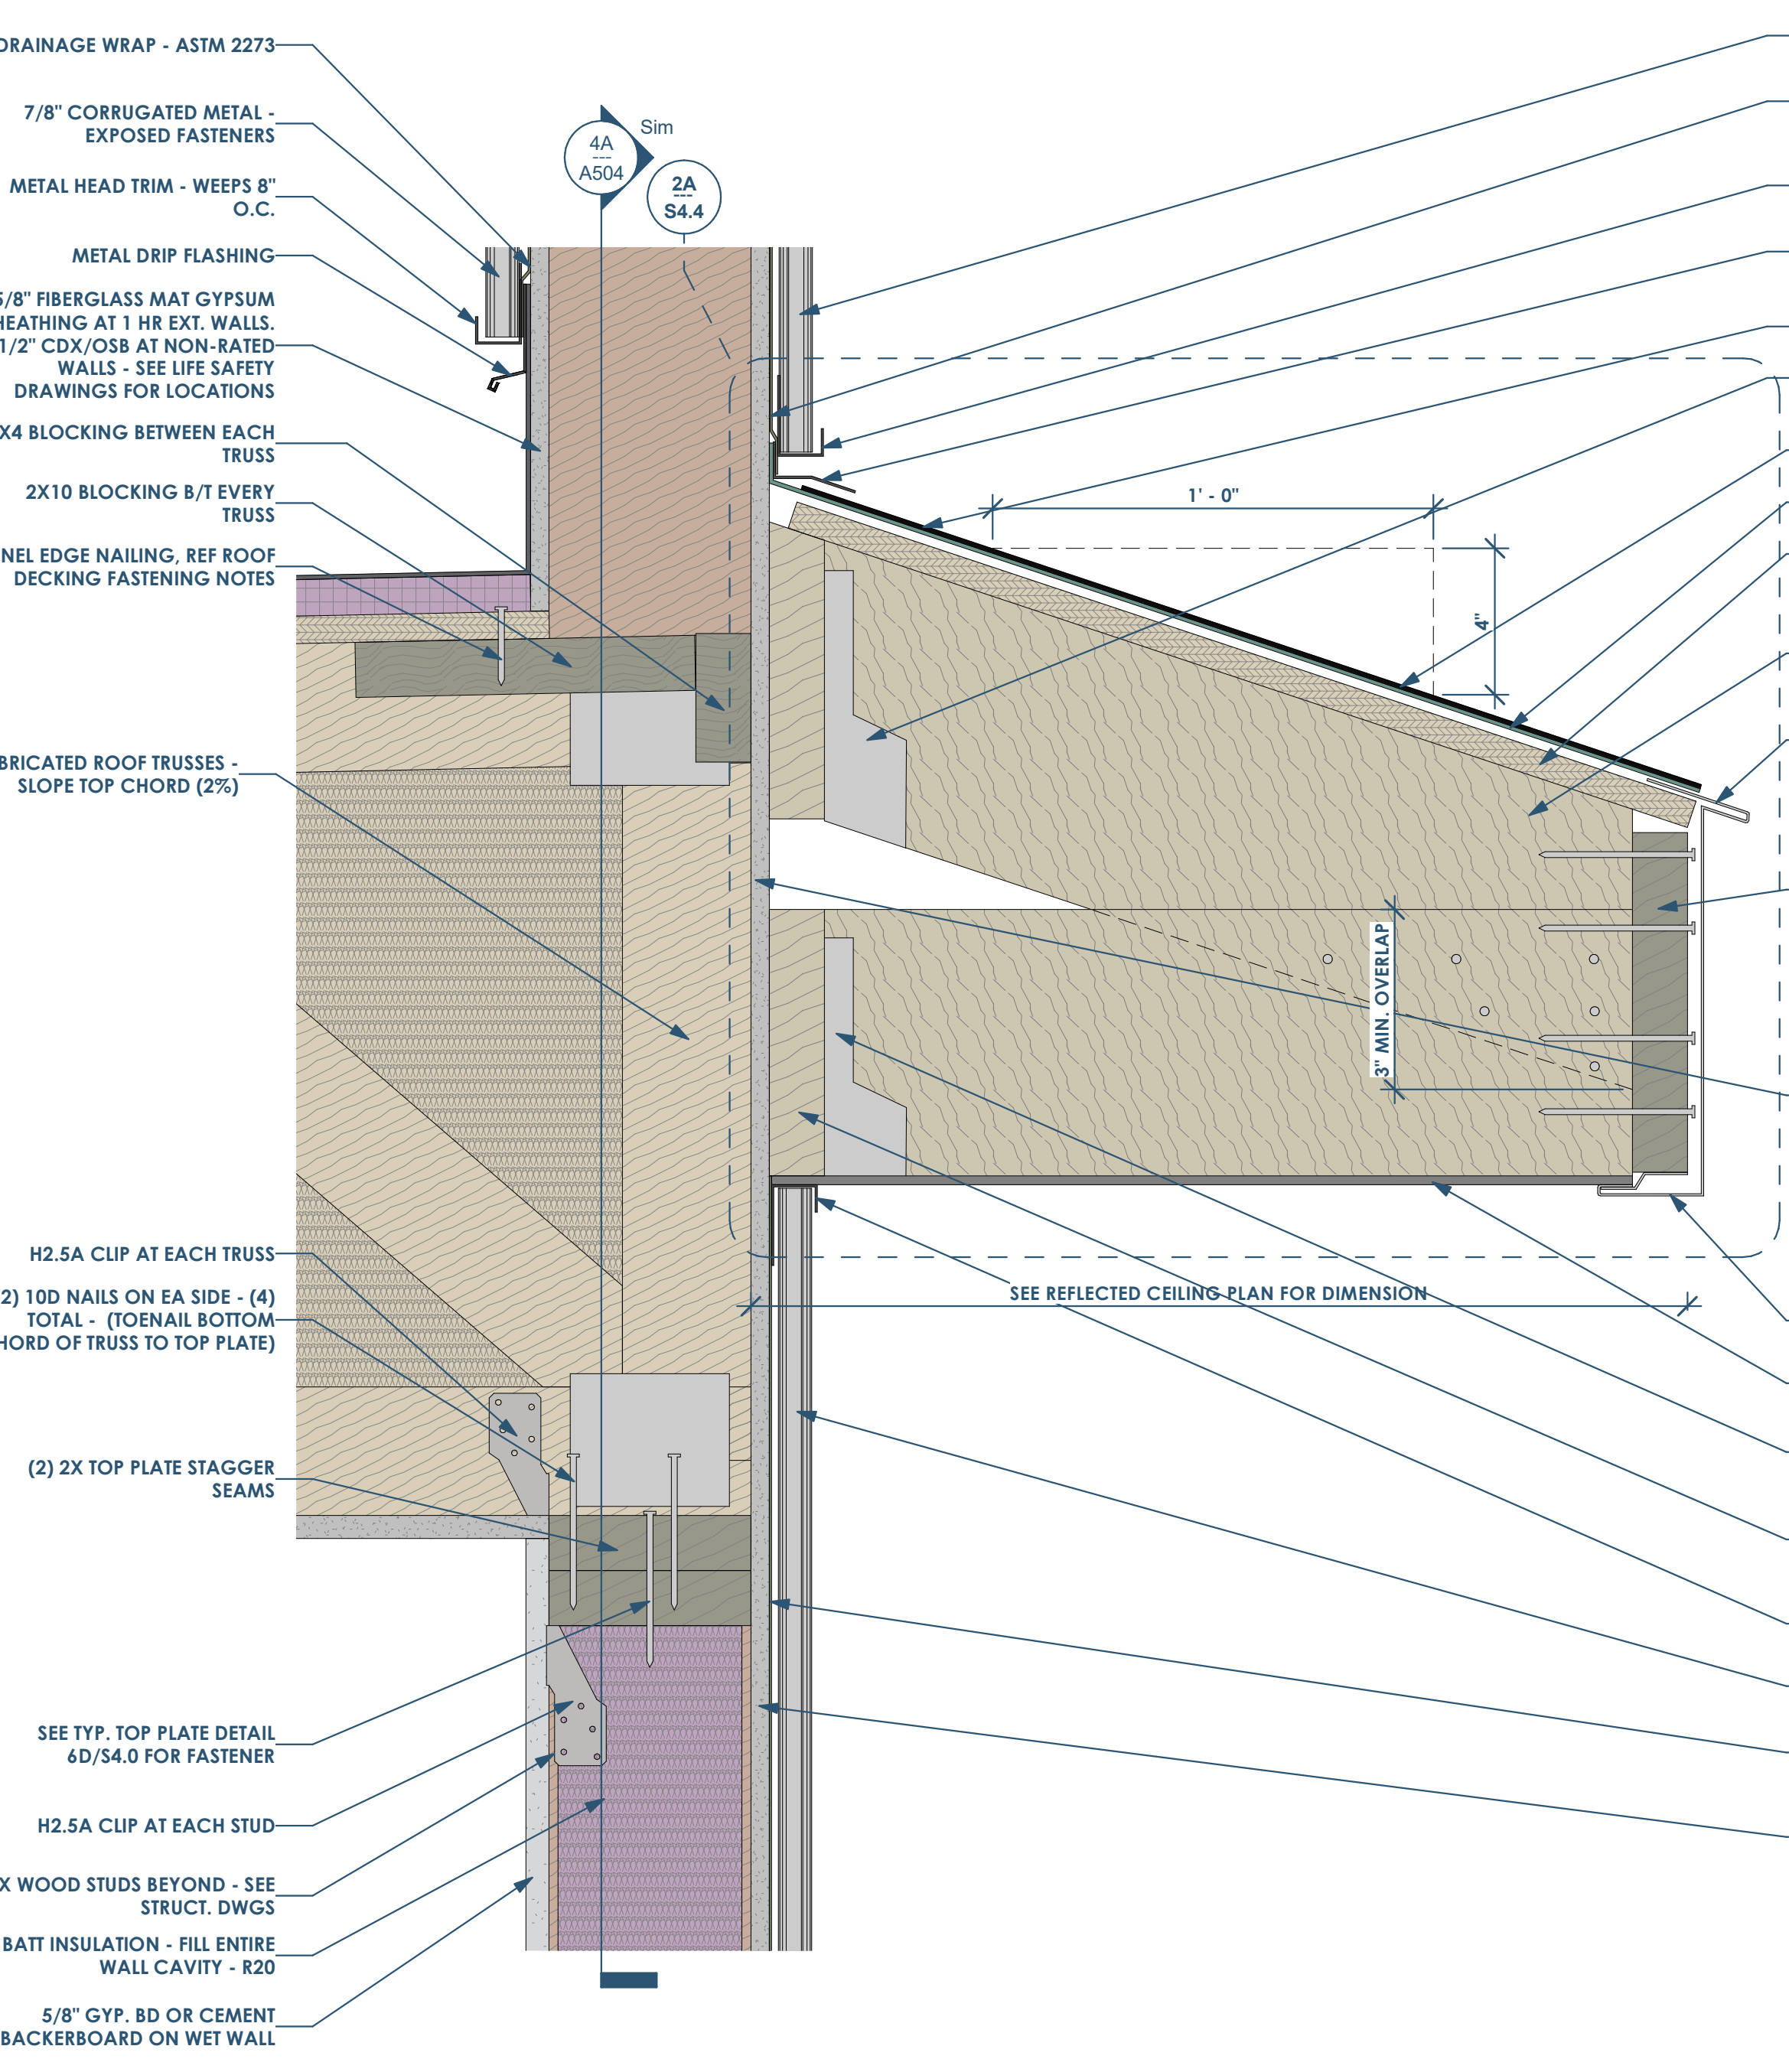 DRAINAGE WRAP - ASTM 2273
7/8" CORRUGATED METAL -
EXPOSED FASTENERS
METAL HEAD TRIM - WEEPS 8"
O.C.
METAL DRIP FLASHING
5/8" FIBERGLASS MAT GYPSUM
HEATHING AT 1 HR EXT. WALLS.
1/2" CDX/OSB AT NON-RATED
WALLS - SEE LIFE SAFETY
DRAWINGS FOR LOCATIONS
X4 BLOCKING BETWEEN EACH
TRUSS
2X10 BLOCKING B/T EVERY
TRUSS
NEL EDGE NAILING, REF ROOF
DECKING FASTENING NOTES
BRICATED ROOF TRUSSES -
SLOPE TOP CHORD (2%)
H2.5A CLIP AT EACH TRUSS
2) 10D NAILS ON EA SIDE - (4)
TOTAL - (TOENAIL BOTTOM
HORD OF TRUSS TO TOP PLATE)
(2) 2X TOP PLATE STAGGER
SEAMS
SEE TYP. TOP PLATE DETAIL
6D/S4.0 FOR FASTENER
H2.5A CLIP AT EACH STUD
X WOOD STUDS BEYOND - SEE
STRUCT. DWGS
BATT INSULATION - FILL ENTIRE
WALL CAVITY - R20
5/8" GYP. BD OR CEMENT
BACKERBOARD ON WET WALL
4A
---
A504
Sim
2A
---
S4.4
1' - 0"
4"
3" MIN. OVERLAP
SEE REFLECTED CEILING PLAN FOR DIMENSION